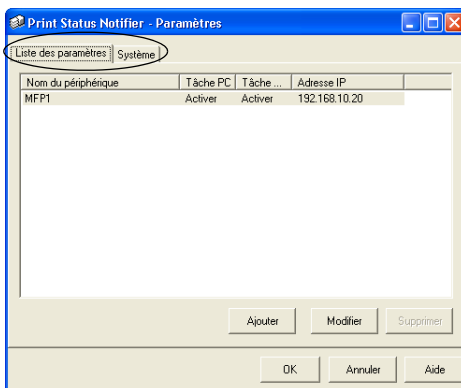 Print Status Notifier - Paramètres
Liste des paramètres Système
Nom du périphérique Tâche PC Tâche ... Adresse IP
MFP1 Activer Activer 192.168.10.20
Ajouter Modifier Supprimer
OK Annuler Aide